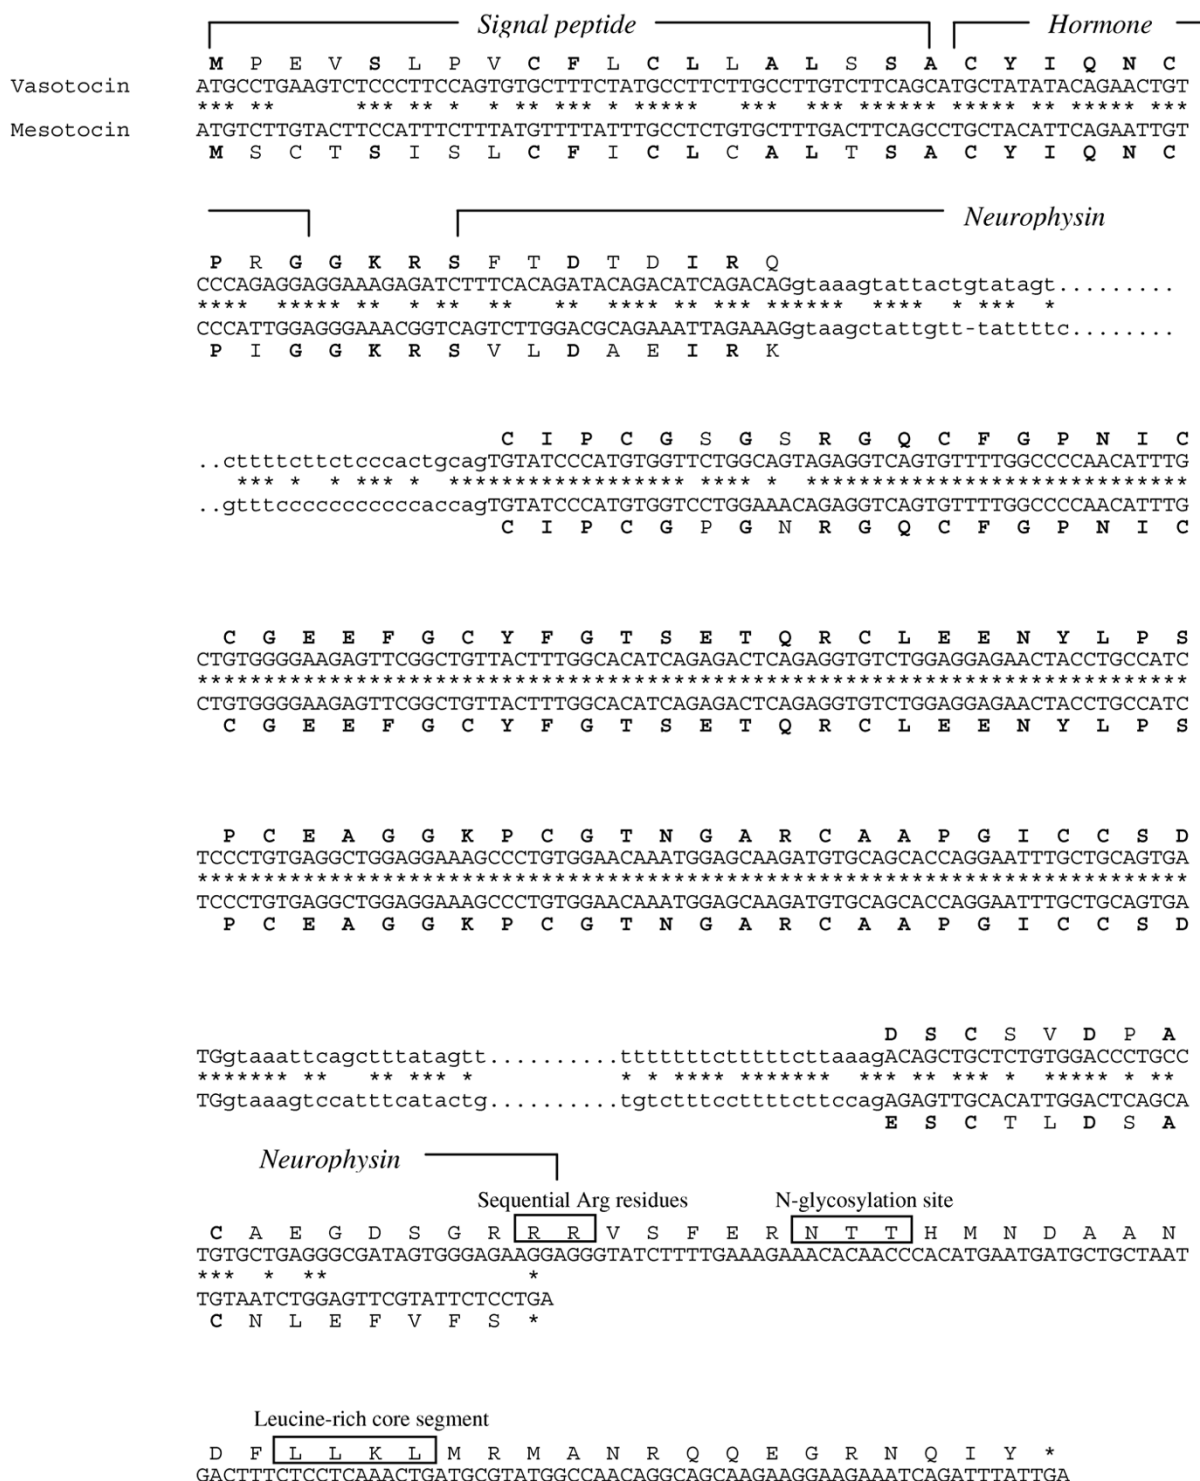 Signal peptide Hormone
M P E V S L P V C F L C L L A L S S A C Y I Q N C
Vasotocin ATGCCTGAAGTCTCCCTTCCAGTGTGCTTTCTATGCCTTCTTGCCTTGTCTTCAGCATGCTATATACAGAACTGT
*** ** *** ** * * ** *** * ***** *** ** ****** ***** ** ***** ***
Mesotocin ATGTCTTGTACTTCCATTTCTTTATGTTTTATTTGCCTCTGTGCTTTGACTTCAGCCTGCTACATTCAGAATTGT
M S C T S I S L C F I C L C A L T S A C Y I Q N C
Neurophysin
P R G G K R S F T D T D I R Q
CCCAGAGGAGGAAAGAGATCTTTCACAGATACAGACATCAGACAGgtaaagtattactgtatagt.........
**** ***** ** * ** ** ** **** ** *** ** ***** **** * *** *
CCCATTGGAGGGAAACGGTCAGTCTTGGACGCAGAAATTAGAAAGgtaagctattgtt-tattttc........
P I G G K R S V L D A E I R K
C I P C G S G S R G Q C F G P N I C
..cttttcttctcccactgcagTGTATCCCATGTGGTTCTGGCAGTAGAGGTCAGTGTTTTGGCCCCAACATTTG
*** * * *** * ****************** **** * *****************************
..gtttcccccccccccaccagTGTATCCCATGTGGTCCTGGAAACAGAGGTCAGTGTTTTGGCCCCAACATTTG
C I P C G P G N R G Q C F G P N I C
C G E E F G C Y F G T S E T Q R C L E E N Y L P S
CTGTGGGGAAGAGTTCGGCTGTTACTTTGGCACATCAGAGACTCAGAGGTGTCTGGAGGAGAACTACCTGCCATC
***************************************************************************
CTGTGGGGAAGAGTTCGGCTGTTACTTTGGCACATCAGAGACTCAGAGGTGTCTGGAGGAGAACTACCTGCCATC
C G E E F G C Y F G T S E T Q R C L E E N Y L P S
P C E A G G K P C G T N G A R C A A P G I C C S D
TCCCTGTGAGGCTGGAGGAAAGCCCTGTGGAACAAATGGAGCAAGATGTGCAGCACCAGGAATTTGCTGCAGTGA
***************************************************************************
TCCCTGTGAGGCTGGAGGAAAGCCCTGTGGAACAAATGGAGCAAGATGTGCAGCACCAGGAATTTGCTGCAGTGA
P C E A G G K P C G T N G A R C A A P G I C C S D
D S C S V D P A
TGgtaaattcagctttatagtt..........tttttttctttttcttaaagACAGCTGCTCTGTGGACCCTGCC
******* ** ** *** * * * **** ******* *** ** *** * ***** * **
TGgtaaagtccatttcatactg..........tgtctttccttttcttccagAGAGTTGCACATTGGACTCAGCA
E S C T L D S A
Neurophysin
Sequential Arg residues N-glycosylation site
C A E G D S G R R R V S F E R N T T H M N D A A N
TGTGCTGAGGGCGATAGTGGGAGAAGGAGGGTATCTTTTGAAAGAAACACAACCCACATGAATGATGCTGCTAAT
*** * ** *
TGTAATCTGGAGTTCGTATTCTCCTGA
C N L E F V F S *
Leucine-rich core segment
D F L L K L M R M A N R Q Q E G R N Q I Y *
GACTTTCTCCTCAAACTGATGCGTATGGCCAACAGGCAGCAAGAAGGAAGAAATCAGATTTATTGA